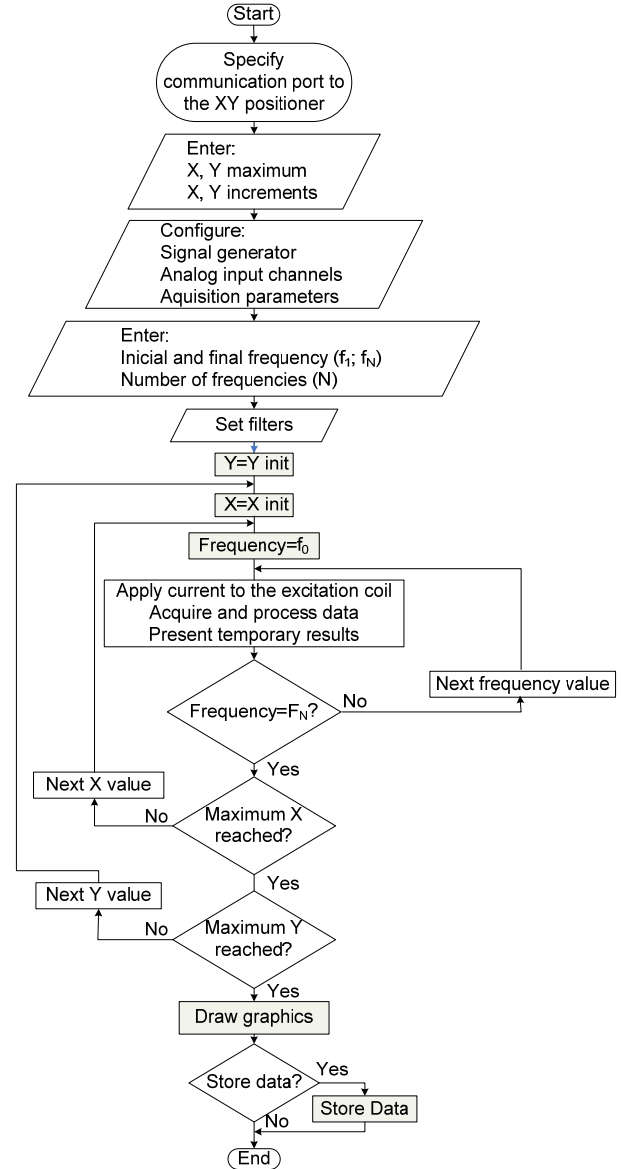 Start
Specify
communication port to
the XY positioner
Enter:
X, Y maximum
X, Y increments
Configure:
Signal generator
Analog input channels
Aquisition parameters
Enter:
Inicial and final frequency (f₁; fN)
Number of frequencies (N)
Set filters
Y=Y init
X=X init
Frequency=f₀
Apply current to the excitation coil
Acquire and process data
Present temporary results
Next frequency value
Frequency=FN?
No
Yes
Next X value
No
Maximum X
reached?
Yes
Next Y value
No
Maximum Y
reached?
Yes
Draw graphics
Store data?
Yes
Store Data
No
End